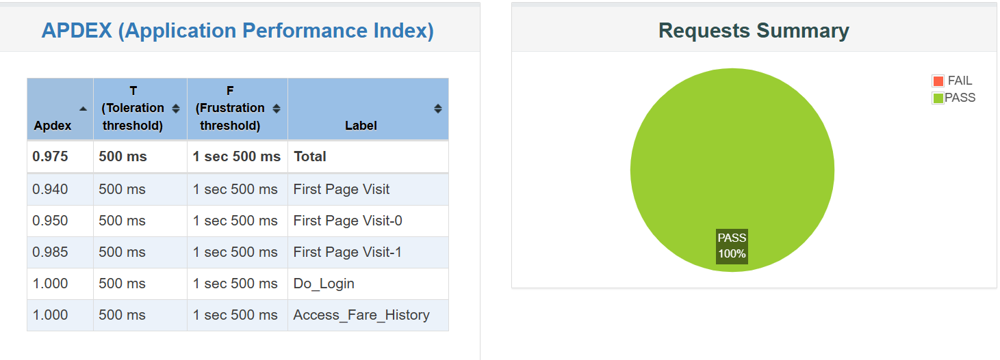 APDEX (Application Performance Index)
Apdex T (Toleration threshold) F (Frustration threshold) Label
0.975 500 ms 1 sec 500 ms Total
0.940 500 ms 1 sec 500 ms First Page Visit
0.950 500 ms 1 sec 500 ms First Page Visit-0
0.985 500 ms 1 sec 500 ms First Page Visit-1
1.000 500 ms 1 sec 500 ms Do_Login
1.000 500 ms 1 sec 500 ms Access_Fare_History
Requests Summary
FAIL
PASS
PASS
100%